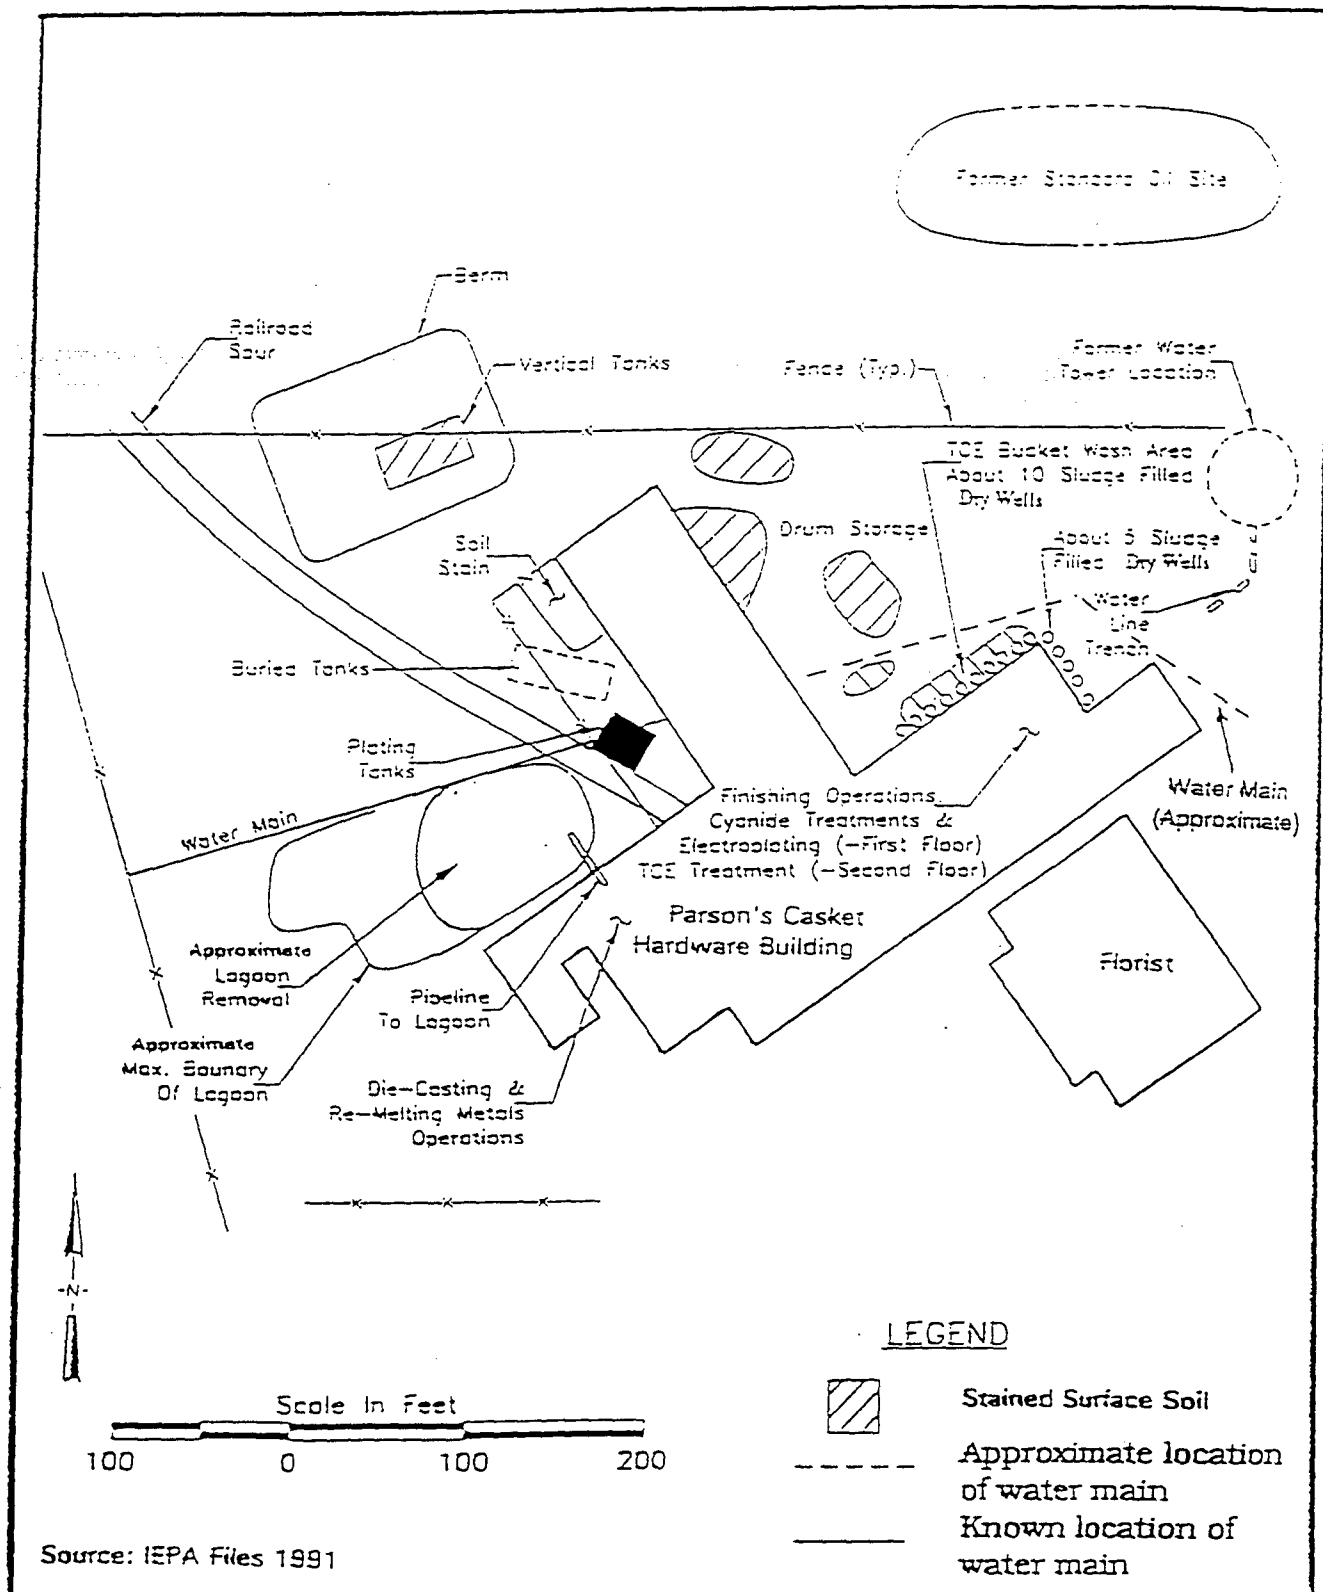 Former Standard Oil Site
Berm
Railroad
Spur
Vertical Tanks
Fence (Typ.)
Former Water
Tower Location
TCE Bucket Wash Area
About 10 Sludge Filled
Dry Wells
Soil
Stain
Drum Storage
About 5 Sludge
Filled Dry Wells
Water
Line
Trench
Buried Tanks
Plating
Tanks
Water Main
Finishing Operations
Cyanide Treatments &
Electroplating (-First Floor)
TCE Treatment (-Second Floor)
Water Main
(Approximate)
Parson's Casket
Hardware Building
Florist
Approximate
Lagoon
Removal
Pipeline
To Lagoon
Approximate
Max. Bounary
Of Lagoon
Die-Casting &
Re-Melting Metals
Operations
-N-
LEGEND
Stained Surface Soil
Approximate location
of water main
Known location of
water main
Scale In Feet
100 0 100 200
Source: IEPA Files 1991